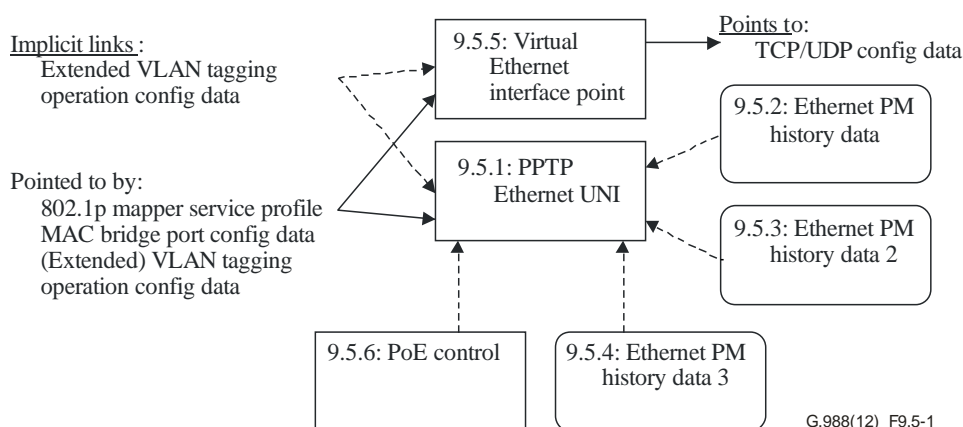 Implicit links :
Extended VLAN tagging
operation config data
9.5.5: Virtual
Ethernet
interface point
Points to:
TCP/UDP config data
9.5.2: Ethernet PM
history data
9.5.1: PPTP
Ethernet UNI
Pointed to by:
802.1p mapper service profile
MAC bridge port config data
(Extended) VLAN tagging
operation config data
9.5.3: Ethernet PM
history data 2
9.5.6: PoE control
9.5.4: Ethernet PM
history data 3
G.988(12)_F9.5-1